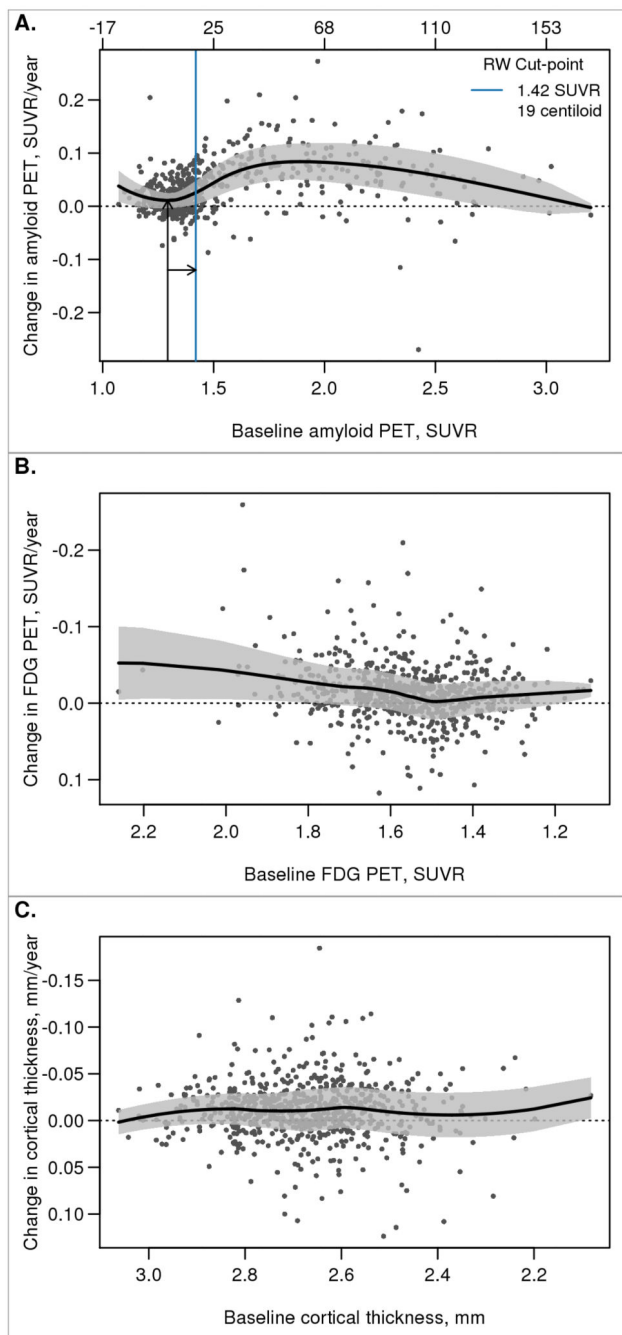 A.
-17 25 68 110 153
RW Cut-point
1.42 SUVR
19 centiloid
Change in amyloid PET, SUVR/year
0.2
0.1
0.0
-0.1
-0.2
1.0 1.5 2.0 2.5 3.0
Baseline amyloid PET, SUVR
B.
Change in FDG PET, SUVR/year
-0.2
-0.1
0.0
0.1
2.2 2.0 1.8 1.6 1.4 1.2
Baseline FDG PET, SUVR
C.
Change in cortical thickness, mm/year
-0.15
-0.10
-0.05
0.00
0.05
0.10
3.0 2.8 2.6 2.4 2.2
Baseline cortical thickness, mm